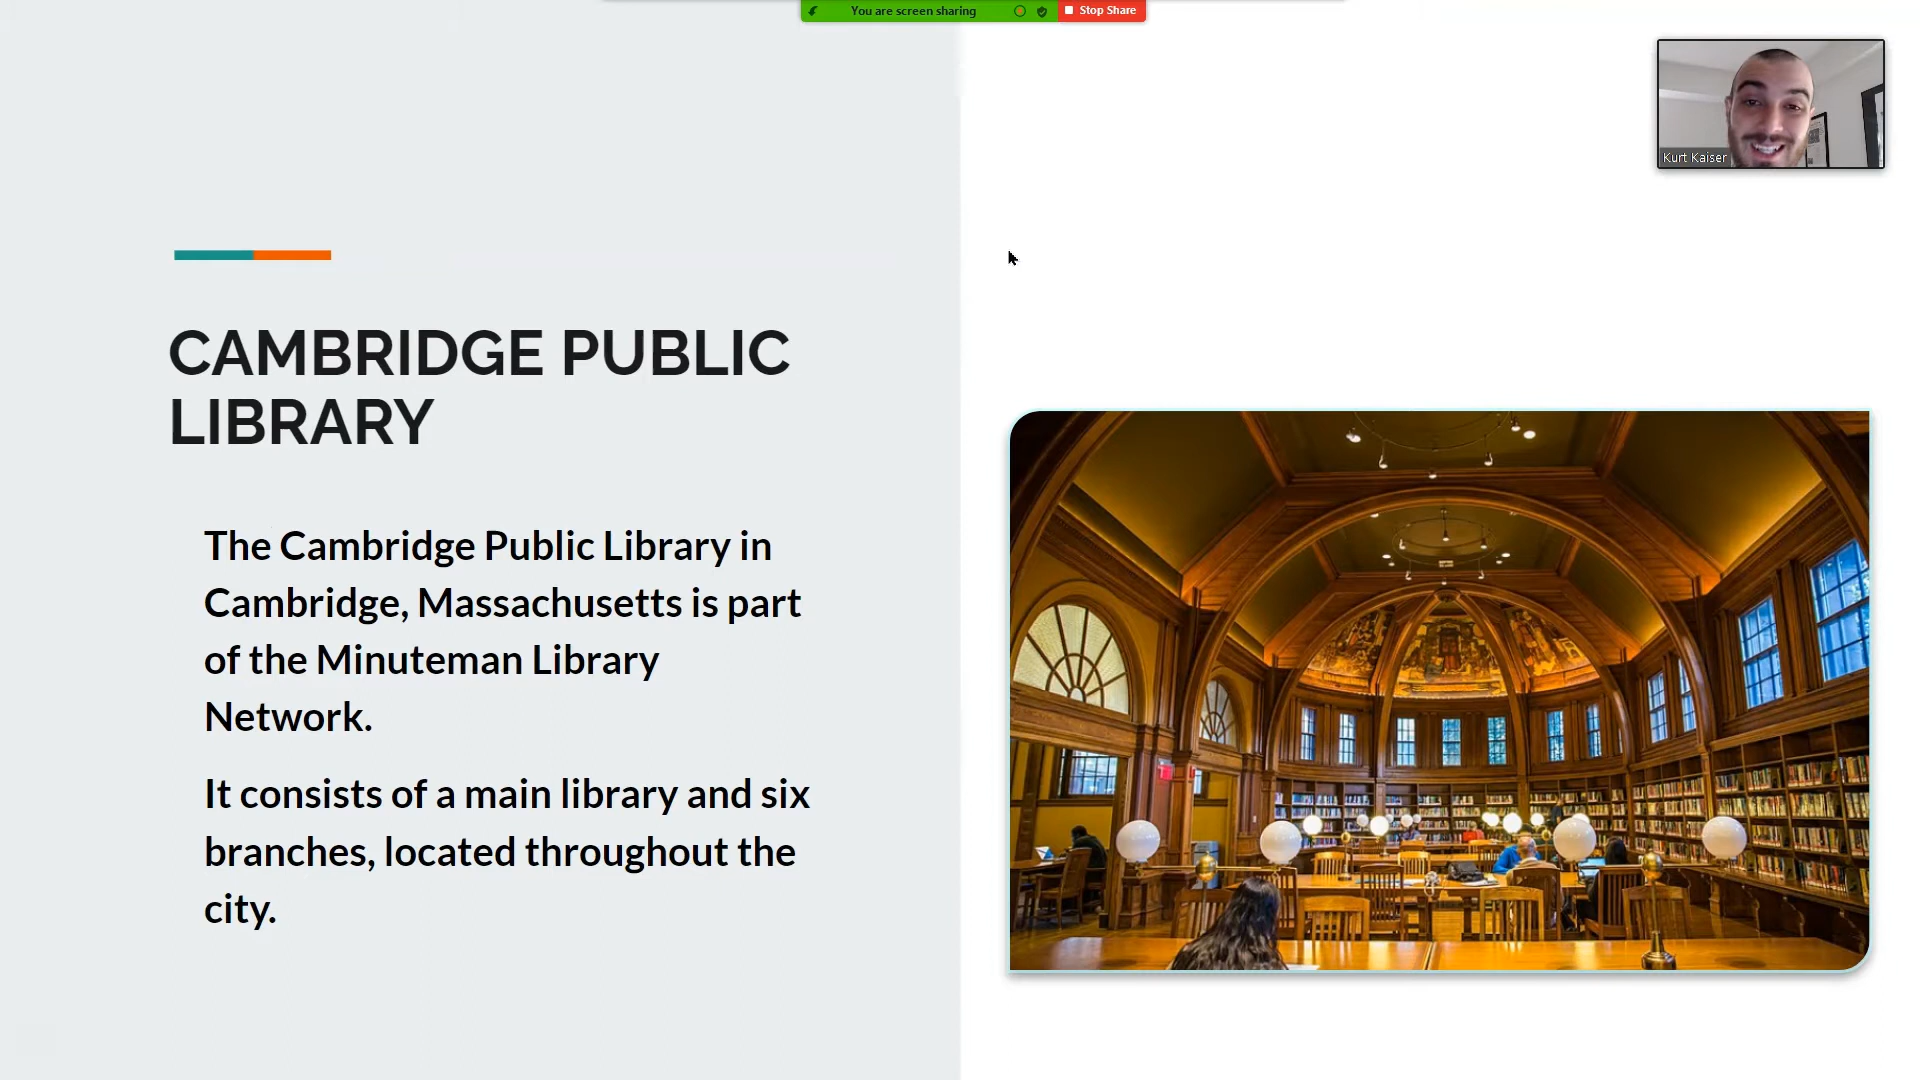 You are screen sharing
Stop Share
Kurt Kaiser
CAMBRIDGE PUBLIC
LIBRARY
The Cambridge Public Library in
Cambridge, Massachusetts is part
of the Minuteman Library
Network.
It consists of a main library and six
branches, located throughout the
city.